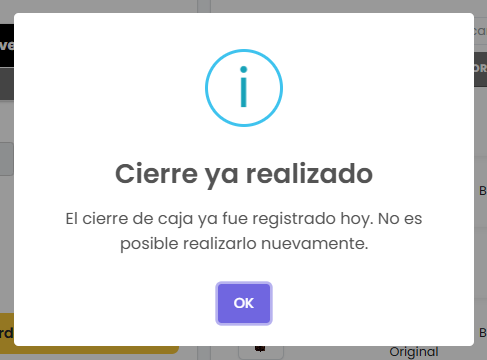 Cierre ya realizado
El cierre de caja ya fue registrado hoy. No es
posible realizarlo nuevamente.
OK
Original